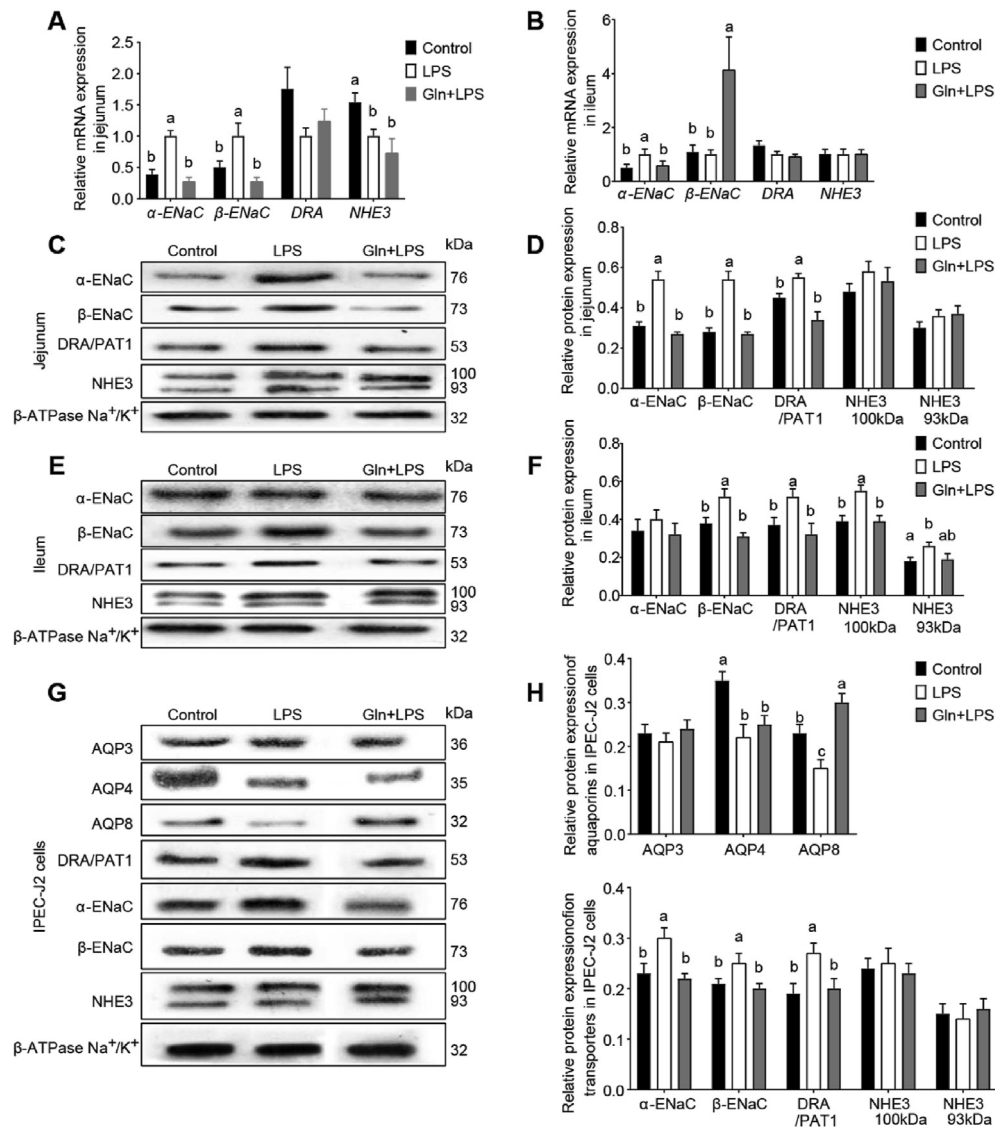 A
Relative mRNA expression
in jejunum
2.5
2.0
1.5
1.0
0.5
0.0
b a b
b a b
a b b
α-ENaC β-ENaC DRA NHE3
Control
LPS
Gln+LPS
B
Relative mRNA expression
in ileum
6
4
2
0
b a b
b b a
α-ENaC β-ENaC DRA NHE3
Control
LPS
Gln+LPS
C
Control LPS Gln+LPS kDa
Jejunum
α-ENaC 76
β-ENaC 73
DRA/PAT1 53
NHE3 100
93
β-ATPase Na⁺/K⁺ 32
D
Relative protein expression
in jejunum
0.8
0.6
0.4
0.2
0.0
b a b
b a b
b a b
α-ENaC β-ENaC DRA NHE3 NHE3
/PAT1 100kDa 93kDa
E
Control LPS Gln+LPS kDa
Ileum
α-ENaC 76
β-ENaC 73
DRA/PAT1 53
NHE3 100
93
β-ATPase Na⁺/K⁺ 32
F
Relative protein expression
in ileum
0.8
0.6
0.4
0.2
0.0
b a b
b a b
b a b
a b ab
α-ENaC β-ENaC DRA NHE3 NHE3
/PAT1 100kDa 93kDa
Control
LPS
Gln+LPS
G
Control LPS Gln+LPS kDa
IPEC-J2 cells
AQP3 36
AQP4 35
AQP8 32
DRA/PAT1 53
α-ENaC 76
β-ENaC 73
NHE3 100
93
β-ATPase Na⁺/K⁺ 32
H
Relative protein expressionof
aquaporins in IPEC-J2 cells
0.4
0.3
0.2
0.1
0.0
a b b
b c a
AQP3 AQP4 AQP8
Control
LPS
Gln+LPS
Relative protein expressionofion
transporters in IPEC-J2 cells
0.4
0.3
0.2
0.1
0.0
b a b
b a b
b a b
α-ENaC β-ENaC DRA NHE3 NHE3
/PAT1 100kDa 93kDa